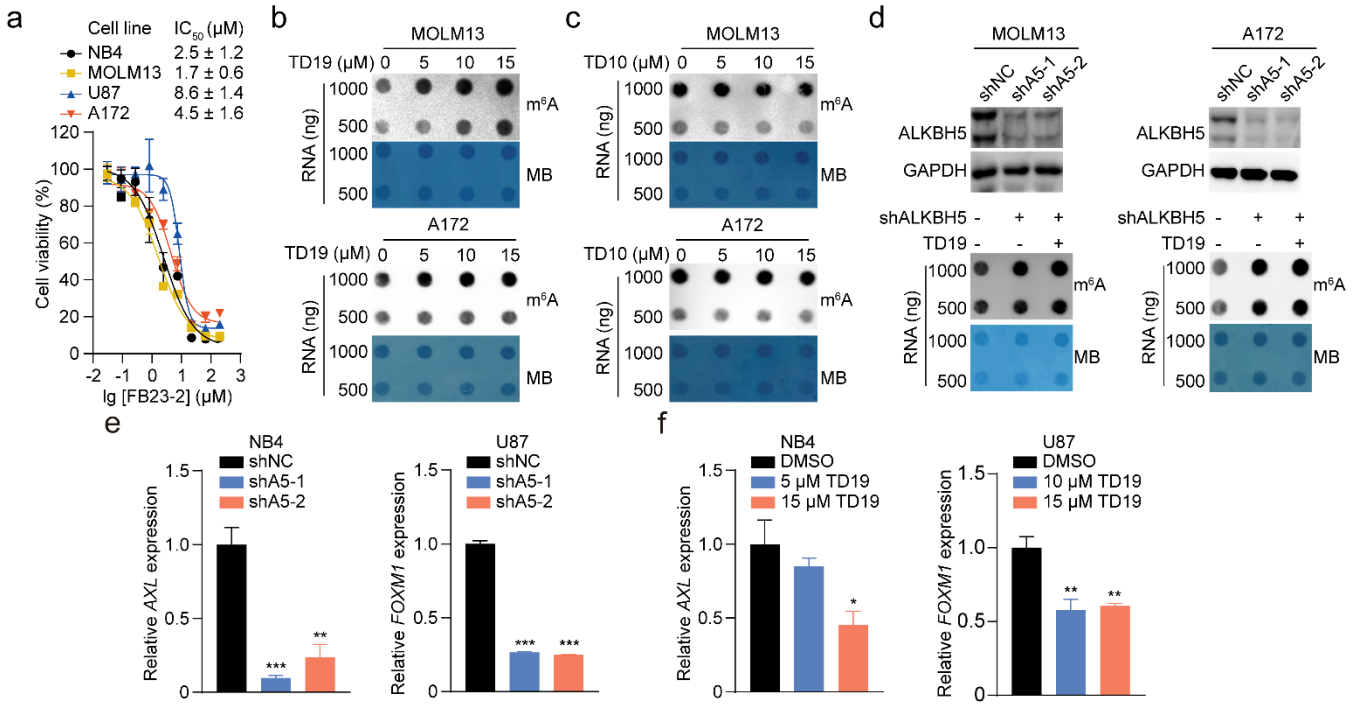 a
Cell line IC50 (µM)
NB4 2.5 ± 1.2
MOLM13 1.7 ± 0.6
U87 8.6 ± 1.4
A172 4.5 ± 1.6
120
100
80
60
40
20
0
Cell viability (%)
-2 -1 0 1 2 3
lg [FB23-2] (µM)
b
MOLM13
TD19 (µM) 0 5 10 15
RNA (ng)
1000
500
m⁶A
1000
500
MB
A172
TD19 (µM)
0 5 10 15
RNA (ng)
1000
500
m⁶A
1000
500
MB
c
MOLM13
TD10 (µM)
0 5 10 15
RNA (ng)
1000
500
m⁶A
1000
500
MB
A172
TD10 (µM)
0 5 10 15
RNA (ng)
1000
500
m⁶A
1000
500
MB
d
MOLM13
shNC shA5-1 shA5-2
ALKBH5
GAPDH
shALKBH5 - + +
TD19 - - +
RNA (ng)
1000
500
m⁶A
1000
500
MB
A172
shNC shA5-1 shA5-2
ALKBH5
GAPDH
shALKBH5 - + +
TD19 - - +
RNA (ng)
1000
500
m⁶A
1000
500
MB
e
NB4
shNC
shA5-1
shA5-2
Relative AXL expression
1.5
1.0
0.5
0
***
**
U87
shNC
shA5-1
shA5-2
Relative FOXM1 expression
1.5
1.0
0.5
0
*** ***
f
NB4
DMSO
5 µM TD19
15 µM TD19
Relative AXL expression
1.5
1.0
0.5
0
*
U87
DMSO
10 µM TD19
15 µM TD19
Relative FOXM1 expression
1.5
1.0
0.5
0
** **